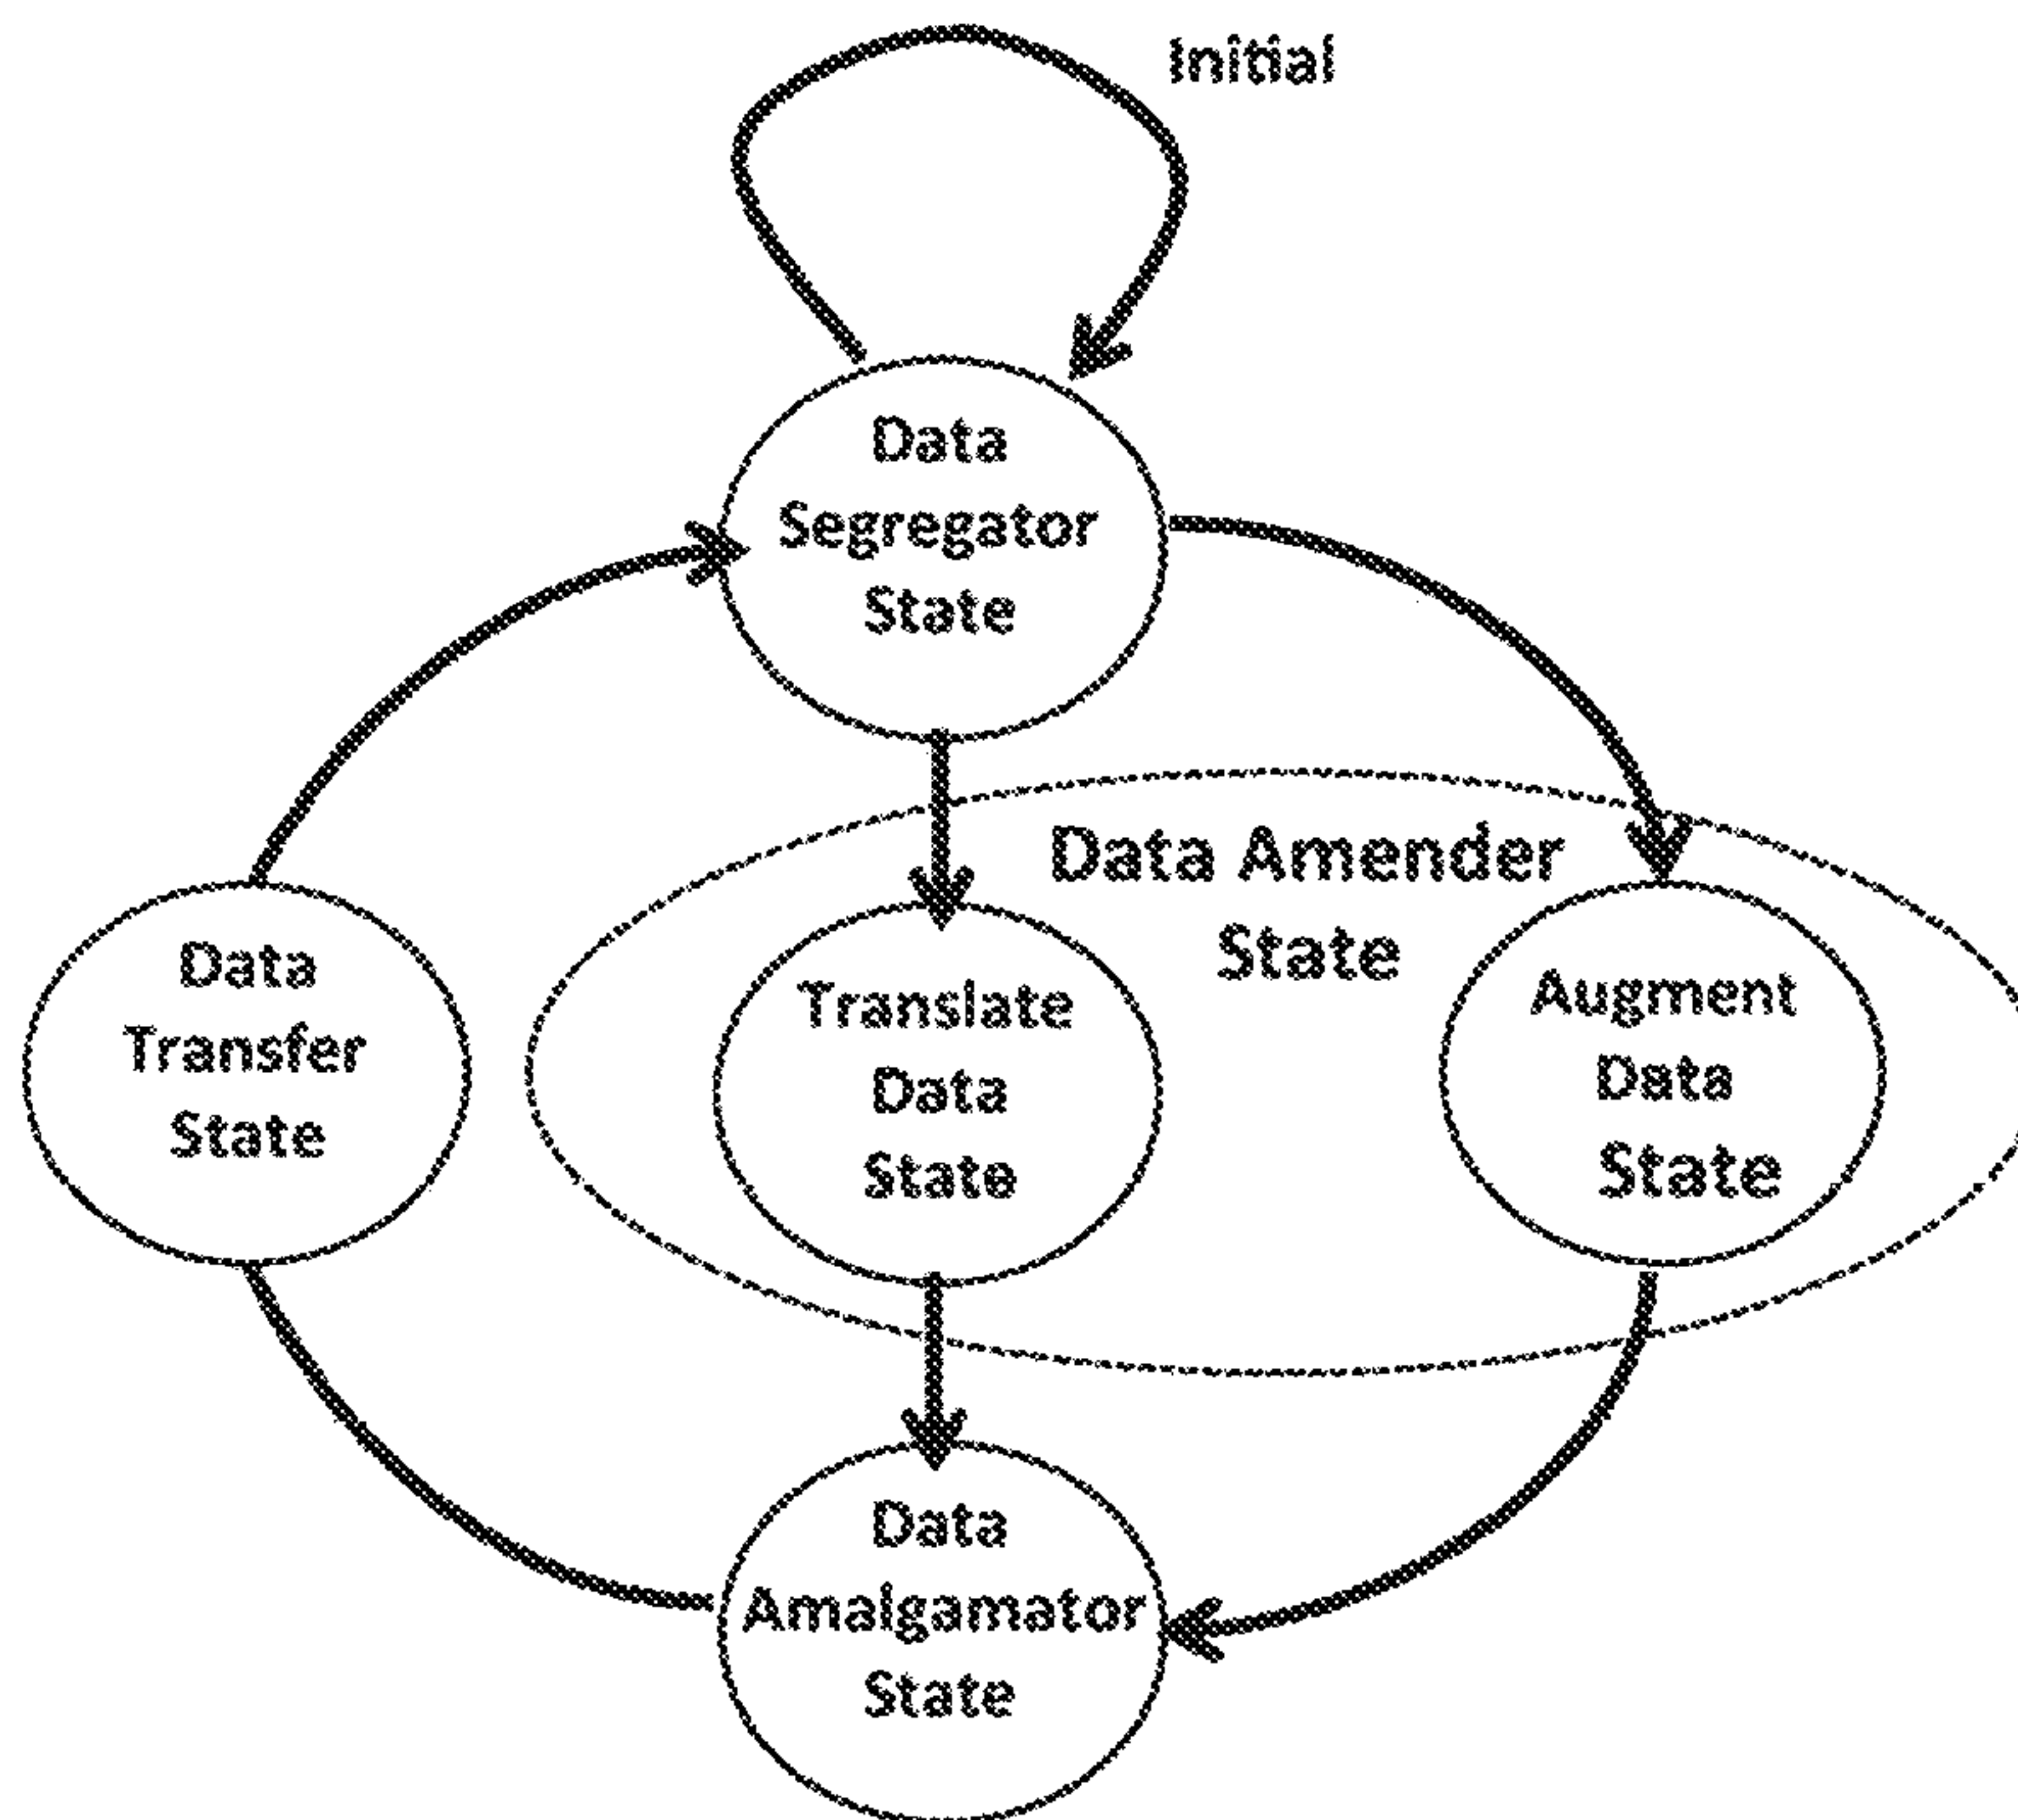 Initial
Data
Segregator
State
Data Amender
State
Data
Transfer
State
Translate
Data
State
Augment
Data
State
Data
Amalgamator
State